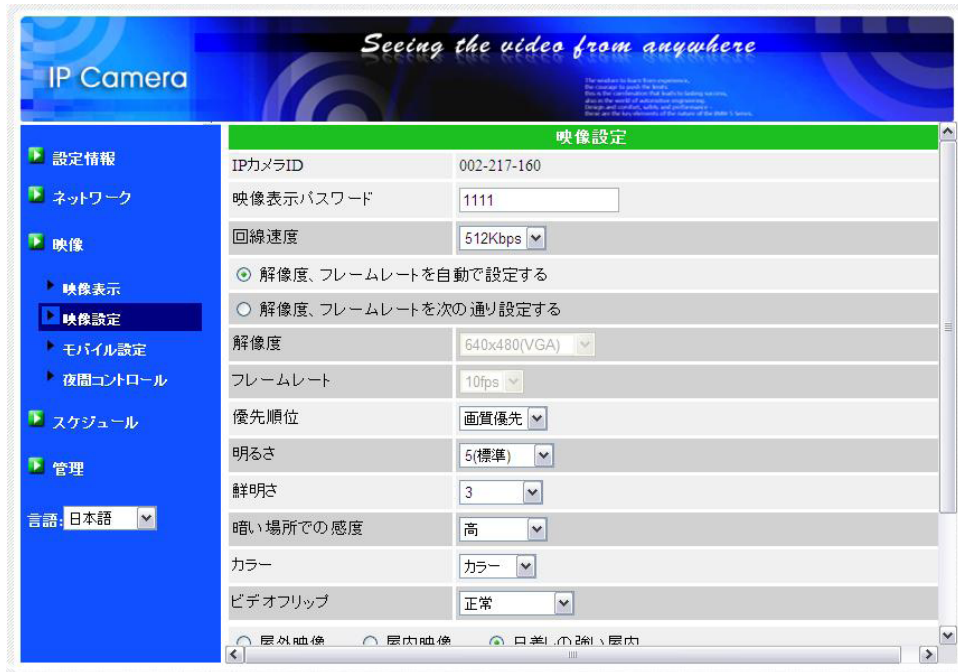 Seeing the video from anywhere
IP Camera
映像設定
設定情報
ネットワーク
映像
映像表示
映像設定
モバイル設定
夜間コントロール
スケジュール
管理
言語: 日本語
IPカメラID 002-217-160
映像表示パスワード 1111
回線速度 512Kbps
解像度、フレームレートを自動で設定する
解像度、フレームレートを次の通り設定する
解像度 640x480(VGA)
フレームレート 10fps
優先順位 画質優先
明るさ 5(標準)
鮮明さ 3
暗い場所での感度 高
カラー カラー
ビデオフリップ 正常
屋外映像 屋内映像 日差しの強い屋内